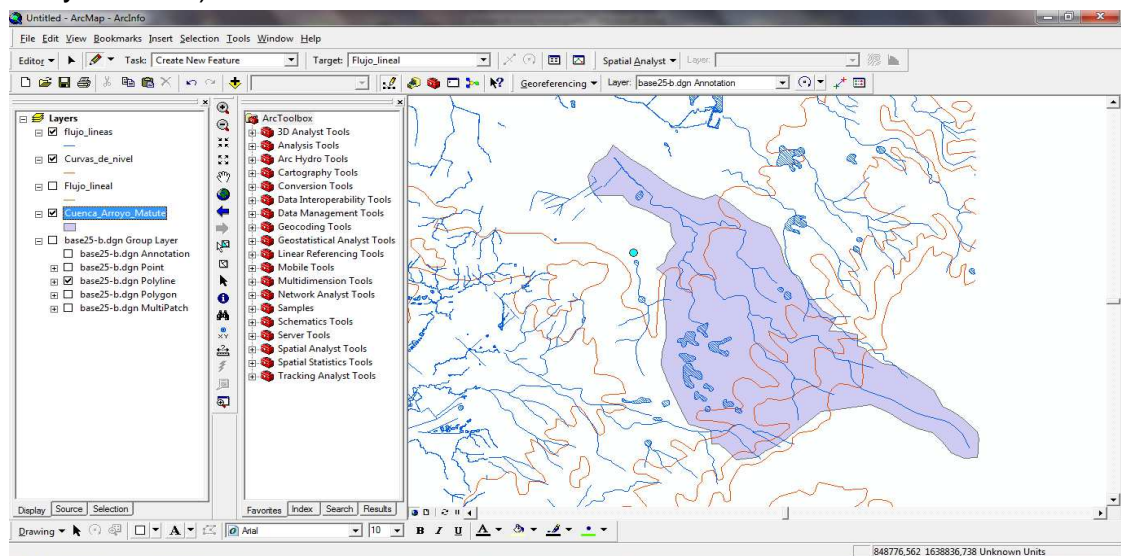 Untitled - ArcMap - ArcInfo
File Edit View Bookmarks Insert Selection Tools Window Help
Editor Task: Create New Feature Target: Flujo_lineal Spatial Analyst Layer:
Georeferencing Layer: base25-b.dgn Annotation
Layers
flujo_lineas
Curvas_de_nivel
Flujo_lineal
Cuenca_Arroyo_Matute
base25-b.dgn Group Layer
base25-b.dgn Annotation
base25-b.dgn Point
base25-b.dgn Polyline
base25-b.dgn Polygon
base25-b.dgn MultiPatch
Display Source Selection
ArcToolbox
3D Analyst Tools
Analysis Tools
Arc Hydro Tools
Cartography Tools
Conversion Tools
Data Interoperability Tools
Data Management Tools
Geocoding Tools
Geostatistical Analyst Tools
Linear Referencing Tools
Mobile Tools
Multidimension Tools
Network Analyst Tools
Samples
Schematics Tools
Server Tools
Spatial Analyst Tools
Spatial Statistics Tools
Tracking Analyst Tools
Favorites Index Search Results
Drawing A Arial 10 B I U A
848776,562 1638836,738 Unknown Units